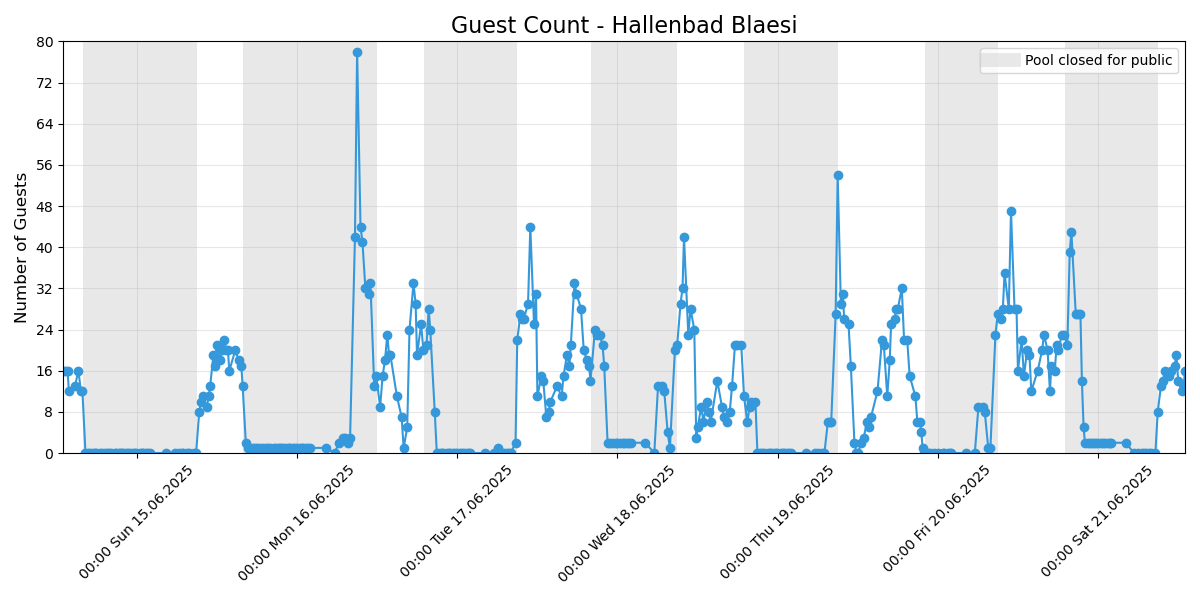 Guest Count - Hallenbad Blaesi
Pool closed for public
Number of Guests
80
72
64
56
48
40
32
24
16
8
0
00:00 Sun 15.06.2025
00:00 Mon 16.06.2025
00:00 Tue 17.06.2025
00:00 Wed 18.06.2025
00:00 Thu 19.06.2025
00:00 Fri 20.06.2025
00:00 Sat 21.06.2025